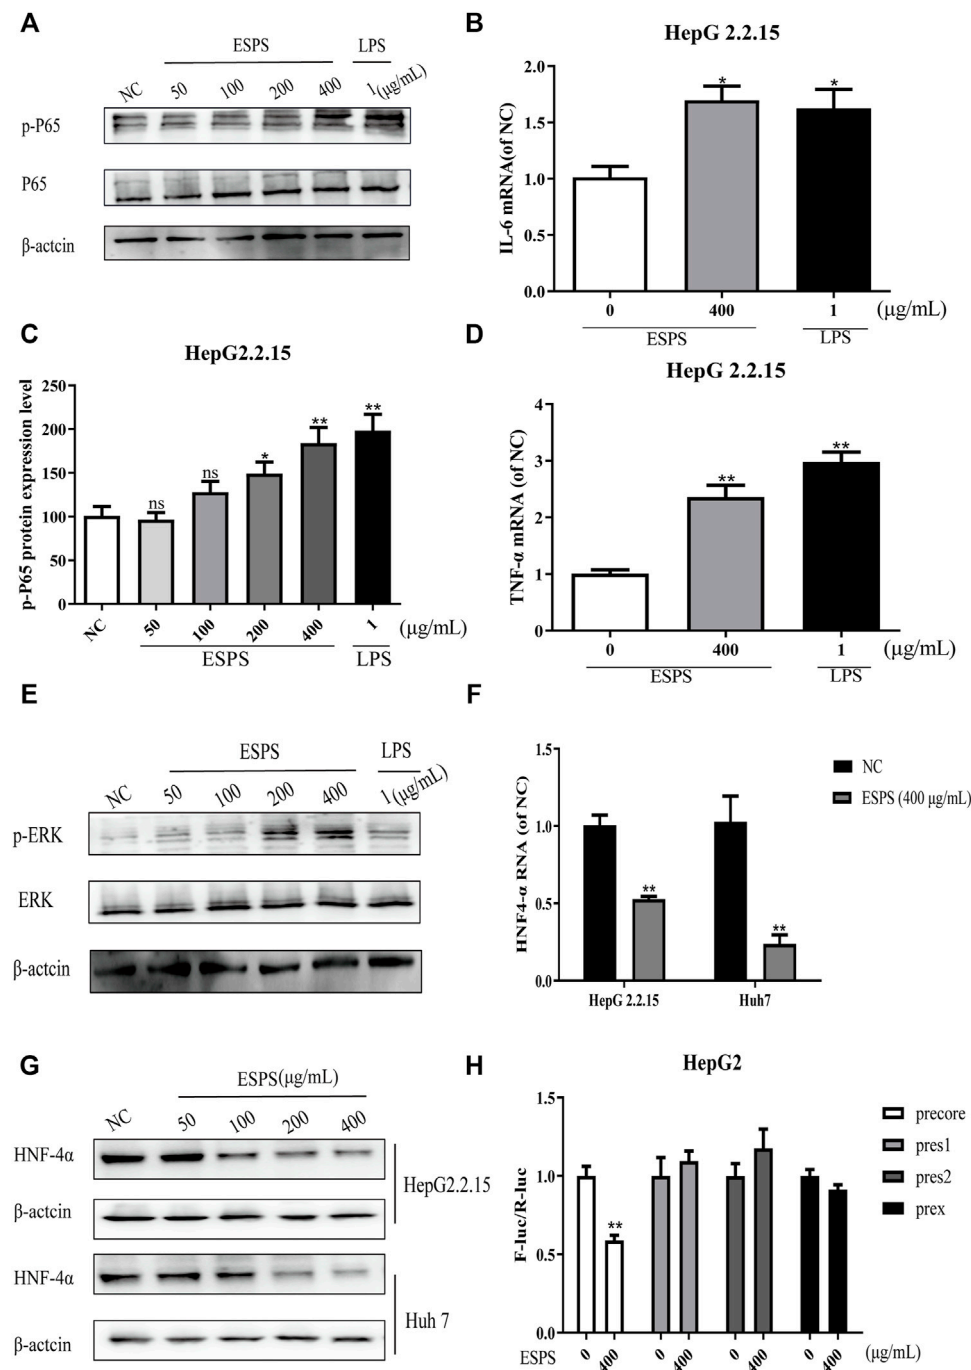 A
ESPS
LPS
NC
50
100
200
400
1(μg/mL)
p-P65
P65
β-actcin
B
HepG 2.2.15
IL-6 mRNA(of NC)
2.0
1.5
1.0
0.5
0.0
*
*
0
400
1
(μg/mL)
ESPS
LPS
C
HepG2.2.15
p-P65 protein expression level
250
200
150
100
50
0
ns
ns
*
**
**
NC
50
100
200
400
1
(μg/mL)
ESPS
LPS
D
HepG 2.2.15
TNF-α mRNA (of NC)
4
3
2
1
0
**
**
0
400
1
(μg/mL)
ESPS
LPS
E
ESPS
LPS
NC
50
100
200
400
1(μg/mL)
p-ERK
ERK
β-actcin
F
HNF4-α RNA (of NC)
1.5
1.0
0.5
0.0
**
**
HepG 2.2.15
Huh7
NC
ESPS (400 μg/mL)
G
ESPS(μg/mL)
NC
50
100
200
400
HNF-4α
β-actcin
HepG2.2.15
HNF-4α
β-actcin
Huh 7
H
HepG2
F-luc/R-luc
1.5
1.0
0.5
0.0
**
ESPS
0
400
0
400
0
400
0
400
(μg/mL)
precore
pres1
pres2
prex